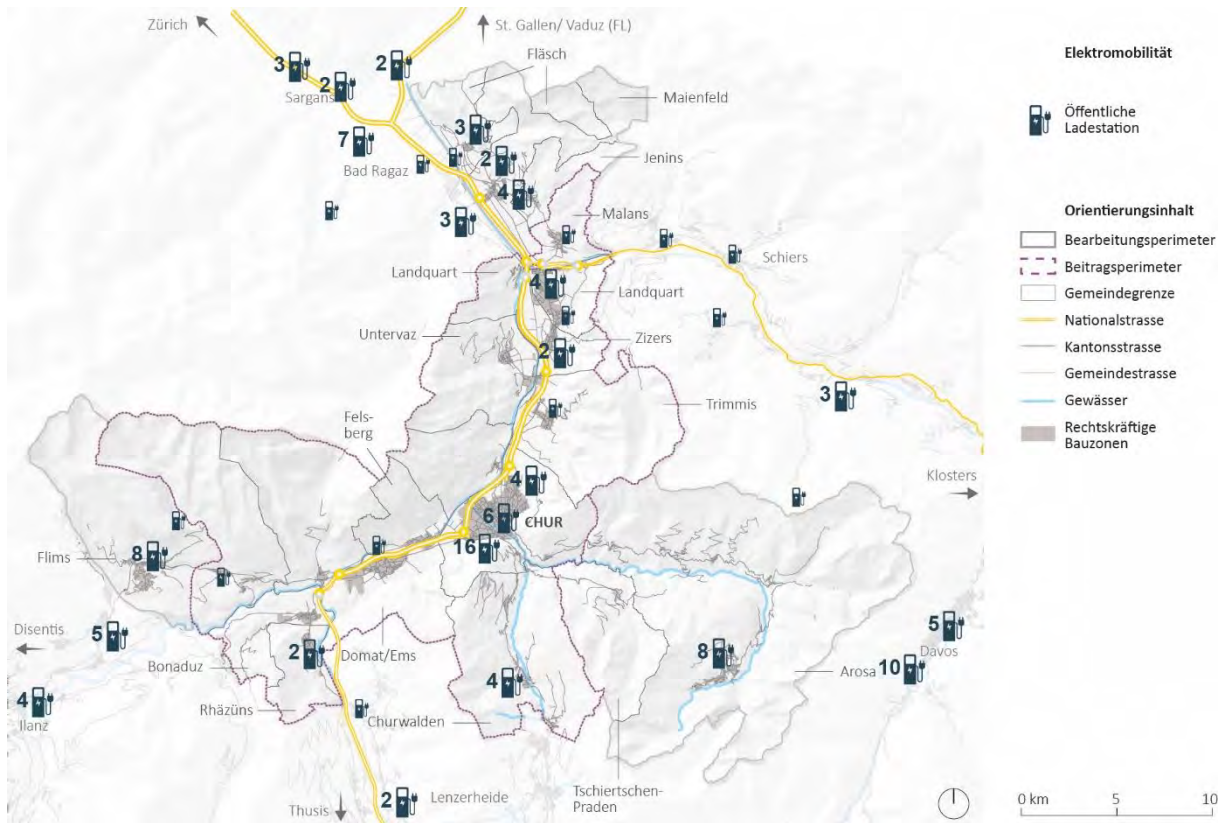 Zürich
St. Gallen/ Vaduz (FL)
Fläsch
3
2
2
Sargans
Maienfeld
3
7
2
Jenins
Bad Ragaz
4
Malans
3
Schiers
Landquart
4
Landquart
Untervaz
2
Zizers
3
Trimmis
Fels-
berg
Klosters
4
6
CHUR
16
Flims
8
Disentis
5
5
Davos
Bonaduz
2
Domat/Ems
8
Arosa
10
4
4
Ilanz
Rhäzüns
Churwalden
Tschiertschen-
Praden
2
Lenzerheide
Thusis
Elektromobilität
Öffentliche
Ladestation
Orientierungsinhalt
Bearbeitungsperimeter
Beitragsperimeter
Gemeindegrenze
Nationalstrasse
Kantonsstrasse
Gemeindestrasse
Gewässer
Rechtskräftige
Bauzonen
0 km
5
10